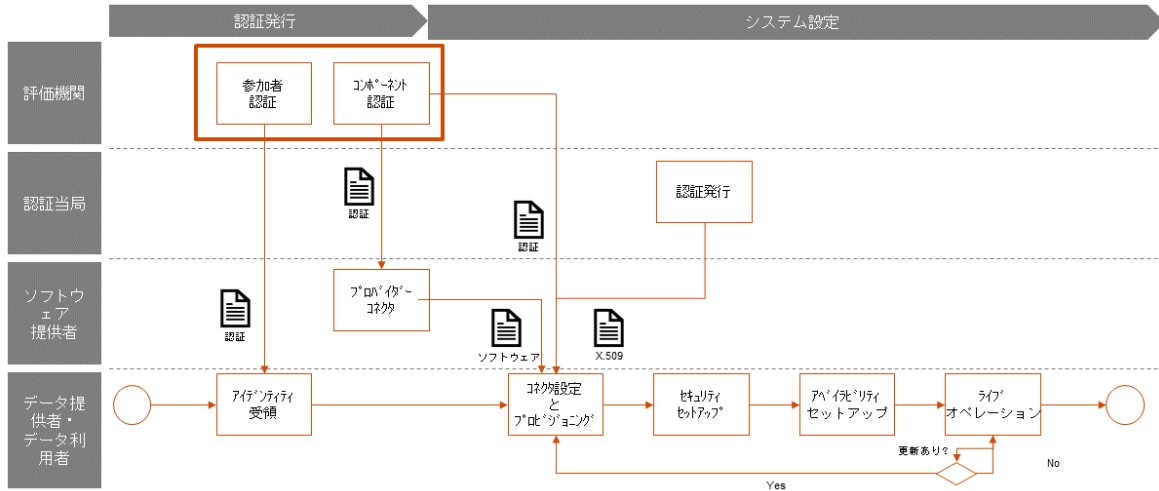 認証発行
システム設定
評価機関
参加者
認証
ｺﾝﾎﾟｰﾈﾝﾄ
認証
認証当局
認証
認証
認証発行
ソフトウ
ェア
提供者
認証
ﾌﾟﾛﾊﾞｲﾀﾞｰ
ｺﾈｸﾀ
ソフトウェア
X.509
データ提
供者・
データ利
用者
ｱｲﾃﾞﾝﾃｨﾃｨ
受領
ｺﾈｸﾀ設定
と
ﾌﾟﾛﾋﾞｼﾞｮﾆﾝｸﾞ
ｾｷｭﾘﾃｨ
ｾｯﾄｱｯﾌﾟ
ｱﾍﾞｲﾗﾋﾞﾘﾃｨ
セットアップ
ﾗｲﾌﾞ
オペレーション
更新あり?
Yes
No